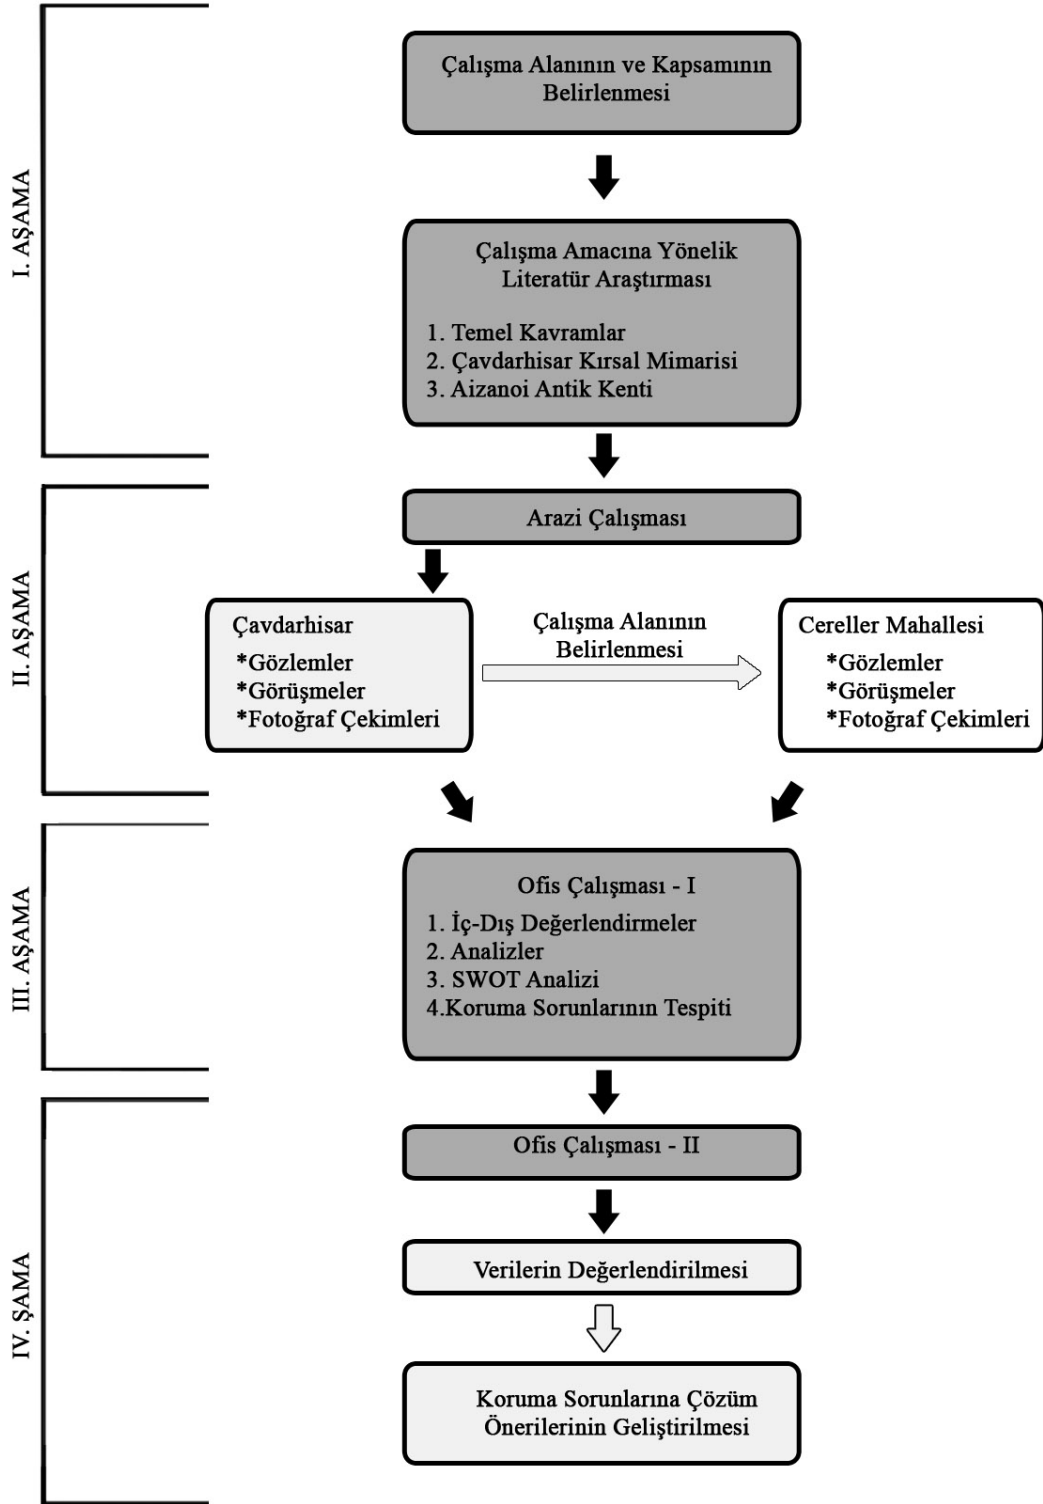 I. AŞAMA
Çalışma Alanının ve Kapsamının
Belirlenmesi
Çalışma Amacına Yönelik
Literatür Araştırması
1. Temel Kavramlar
2. Çavdarhisar Kırsal Mimarisi
3. Aizanoi Antik Kenti
II. AŞAMA
Arazi Çalışması
Çavdarhisar
*Gözlemler
*Görüşmeler
*Fotoğraf Çekimleri
Çalışma Alanının
Belirlenmesi
Cereller Mahallesi
*Gözlemler
*Görüşmeler
*Fotoğraf Çekimleri
III. AŞAMA
Ofis Çalışması - I
1. İç-Dış Değerlendirmeler
2. Analizler
3. SWOT Analizi
4.Koruma Sorunlarının Tespiti
IV. ŞAMA
Ofis Çalışması - II
Verilerin Değerlendirilmesi
Koruma Sorunlarına Çözüm
Önerilerinin Geliştirilmesi